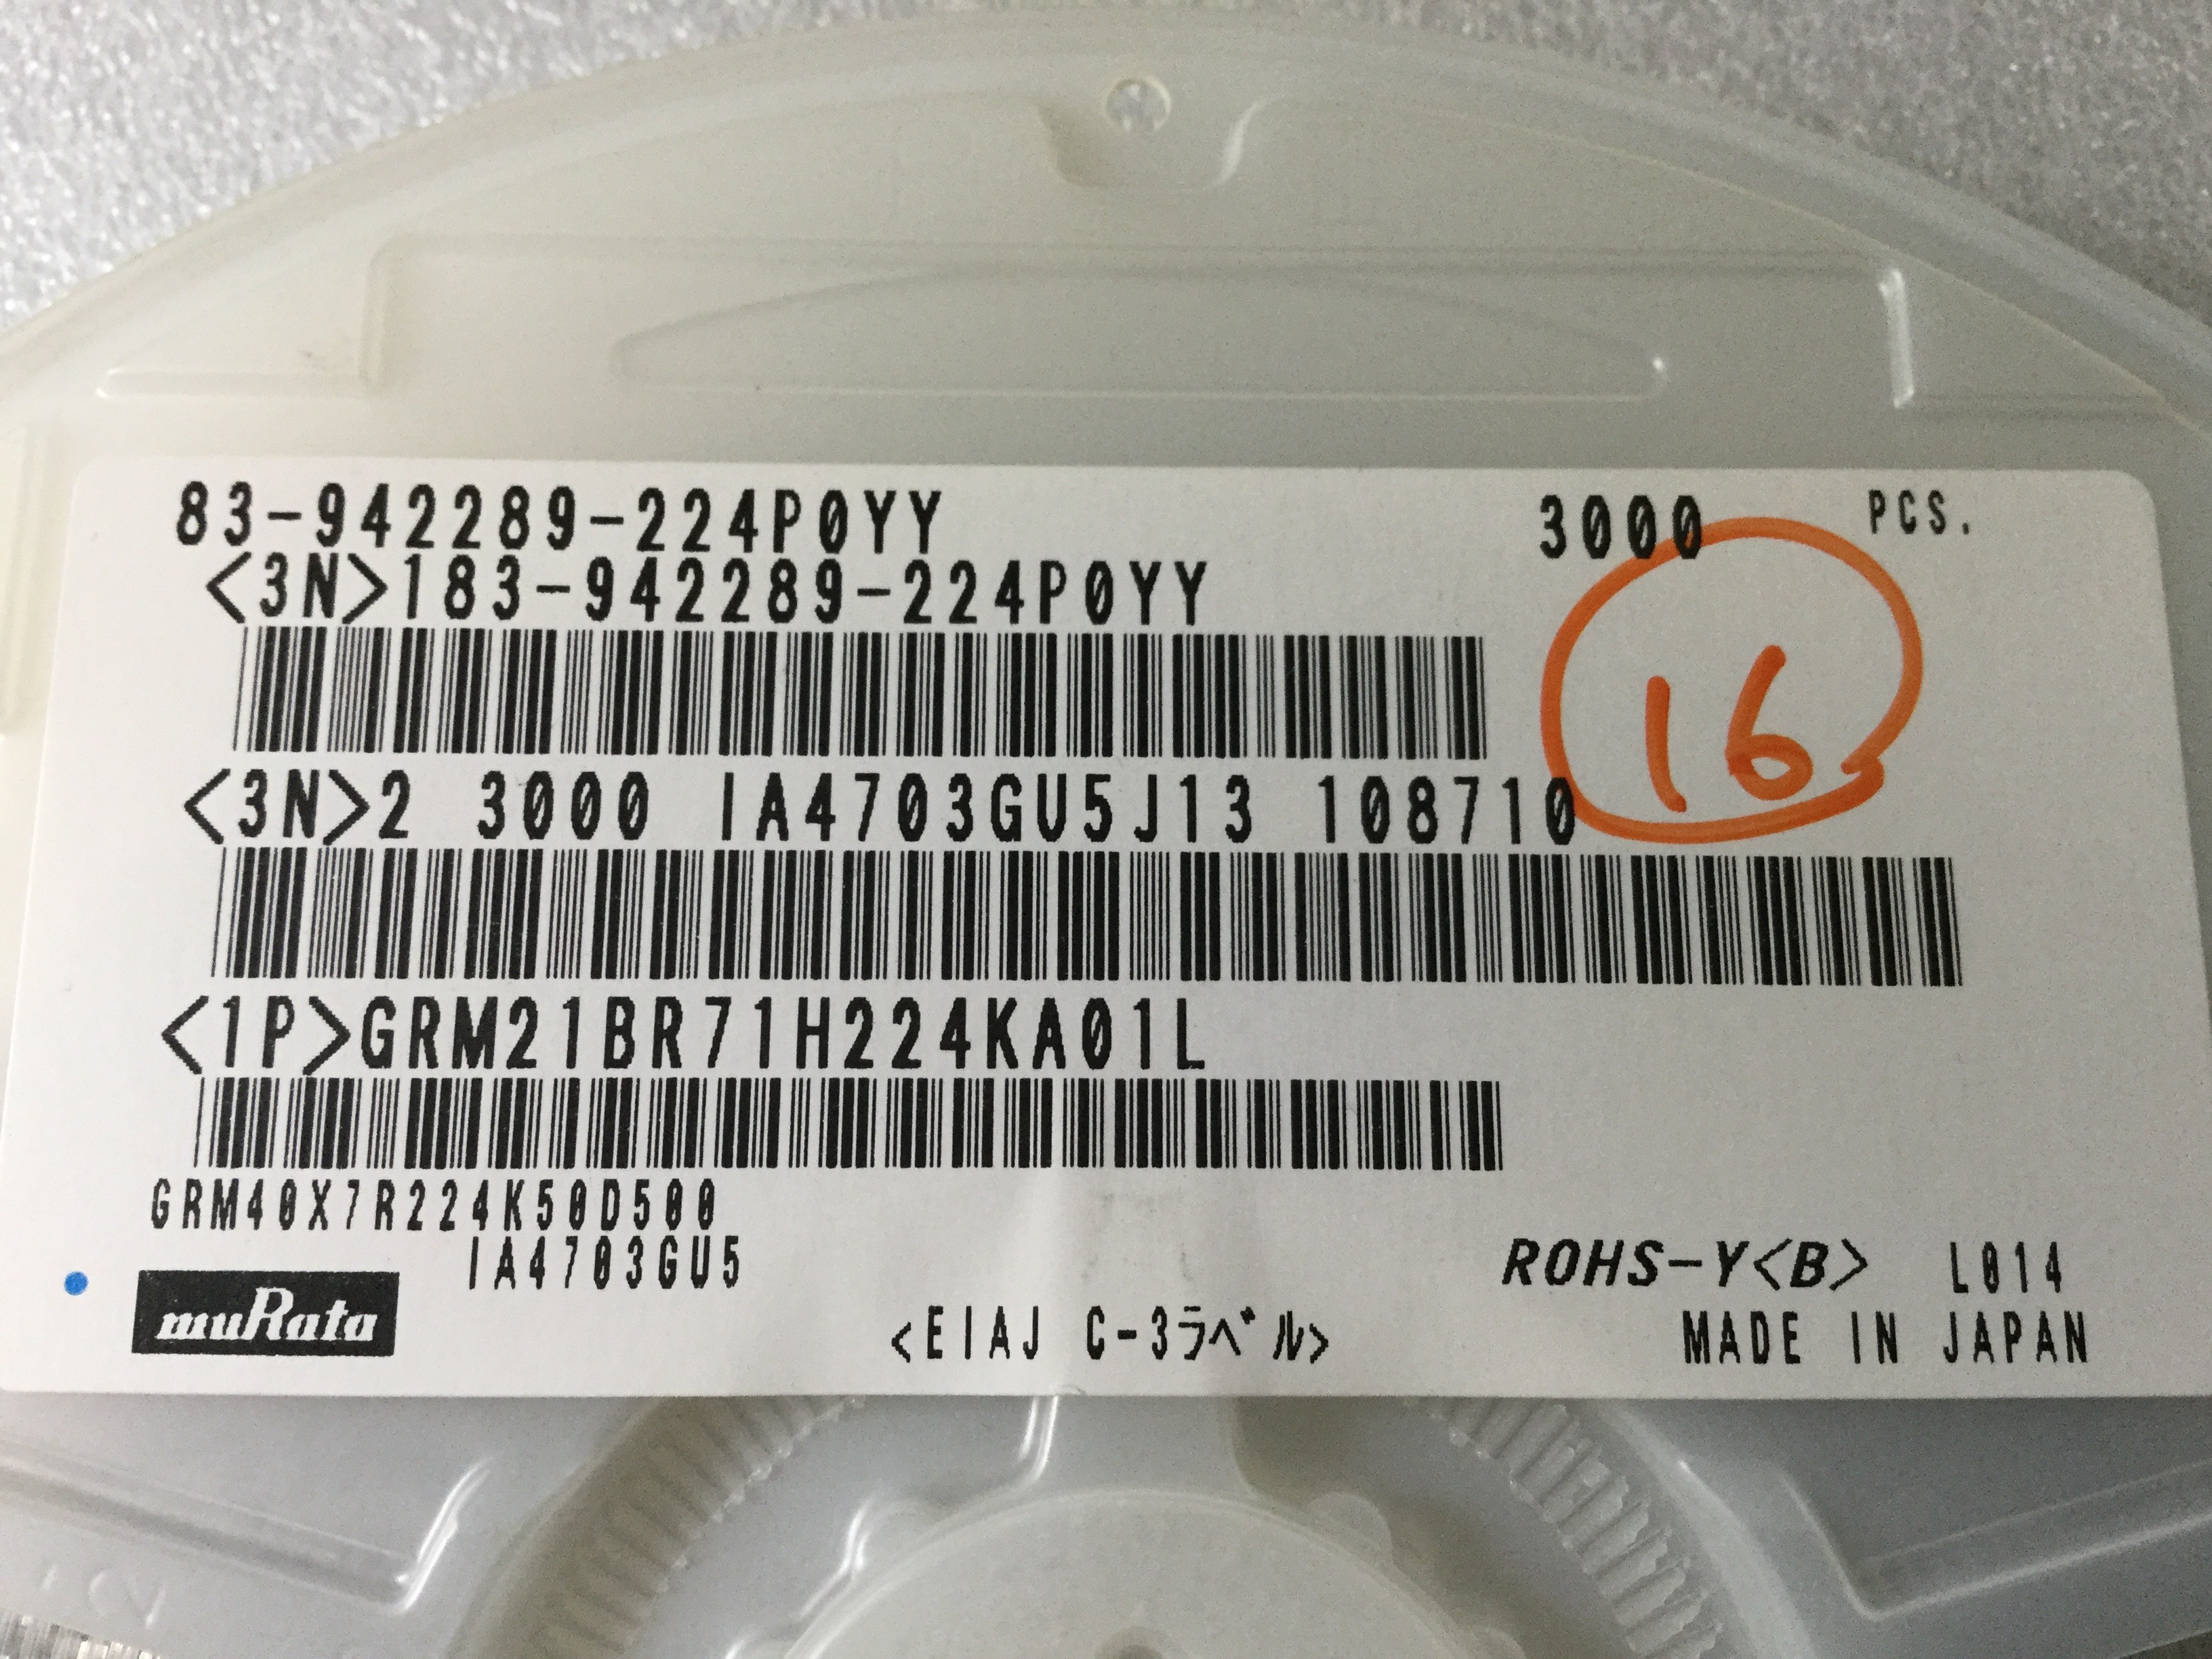 83-942289-224P0YY 3000 PCS.
<3N>183-942289-224P0YY
16
<3N>2 3000 IA4703GU5J13 108710
<1P>GRM21BR71H224KA01L
GRM40X7R224K50D500
IA4703GU5
muRata
ROHS-Y<B> L014
<EIAJ C-3ラベル>
MADE IN JAPAN